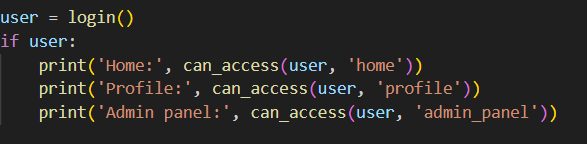 user = login()
if user:
    print('Home:', can_access(user, 'home'))
    print('Profile:', can_access(user, 'profile'))
    print('Admin panel:', can_access(user, 'admin_panel'))